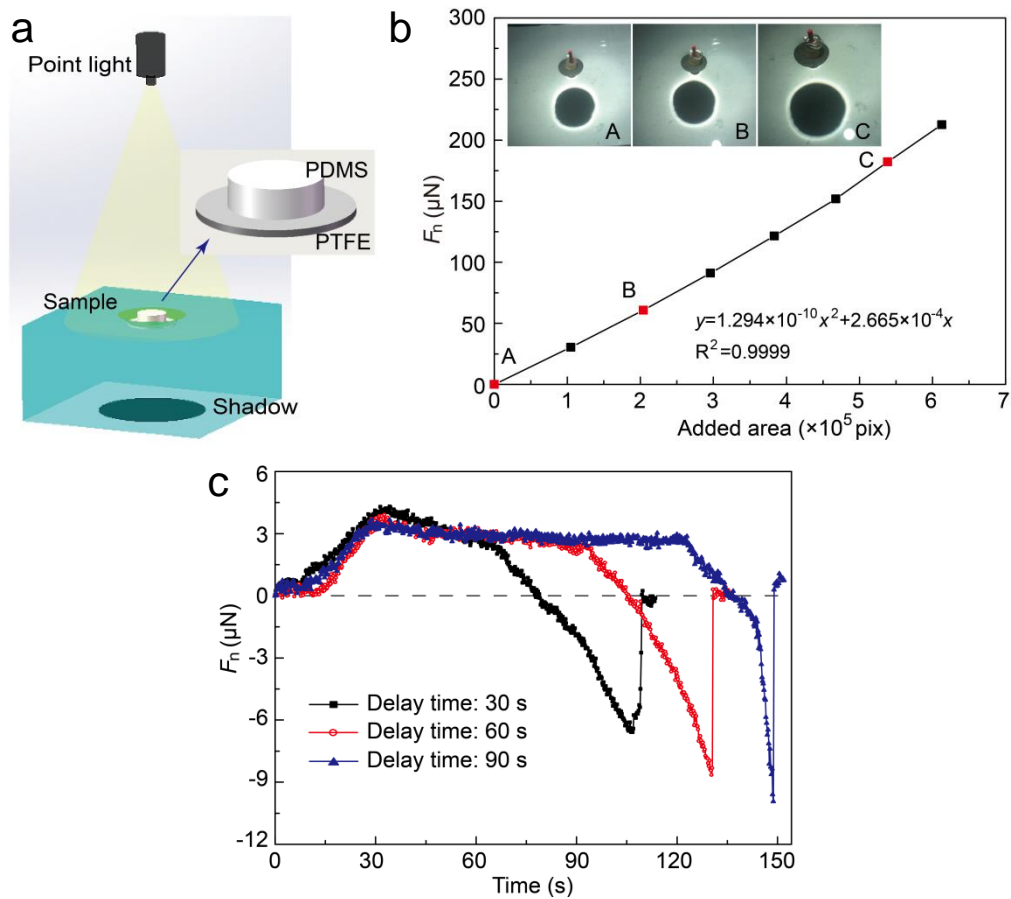 a
Point light
PDMS
PTFE
Sample
Shadow
b
300
250
200
150
100
50
0
Fn (μN)
A
B
C
A
B
C
y=1.294×10⁻¹⁰x²+2.665×10⁻⁴x
R²=0.9999
0 1 2 3 4 5 6 7
Added area (×10⁵ pix)
c
6
3
0
-3
-6
-9
-12
Fn (μN)
Delay time: 30 s
Delay time: 60 s
Delay time: 90 s
0 30 60 90 120 150
Time (s)